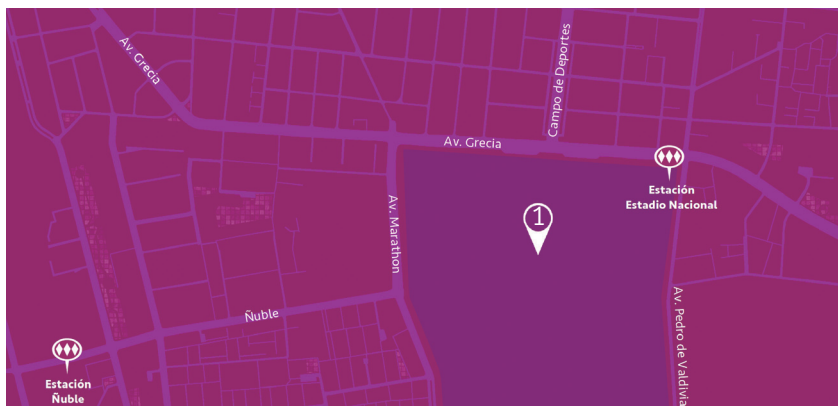 Av. Grecia
Campo de Deportes
Av. Grecia
Estación
Estadio Nacional
1
Av. Marathon
Av. Pedro de Valdivia
Ñuble
Estación
Ñuble